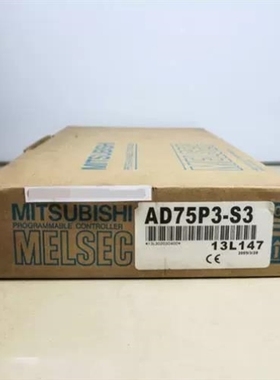 MITSUBISHI
PROGRAMMABLE CONTROLLER
MELSEC
AD75P3-S3
13L147
CE